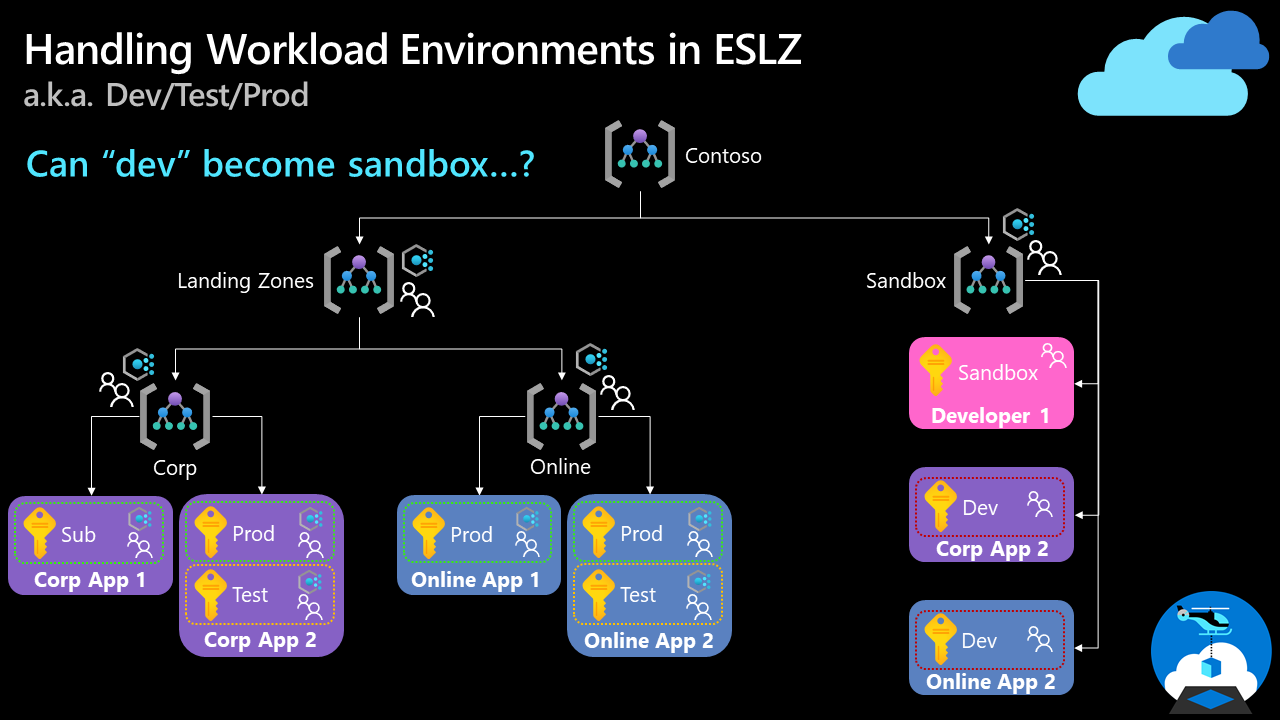 Handling Workload Environments in ESLZ
a.k.a. Dev/Test/Prod
Can “dev” become sandbox...?
Contoso
Landing Zones
Sandbox
Corp
Online
Sub
Corp App 1
Prod
Test
Corp App 2
Prod
Online App 1
Prod
Test
Online App 2
Sandbox
Developer 1
Dev
Corp App 2
Dev
Online App 2